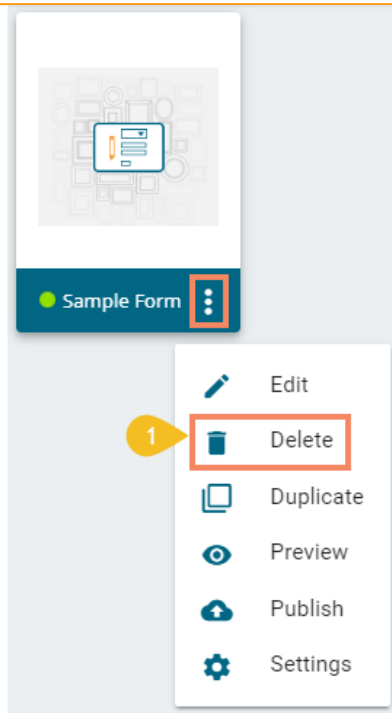 Sample Form
Edit
1
Delete
Duplicate
Preview
Publish
Settings